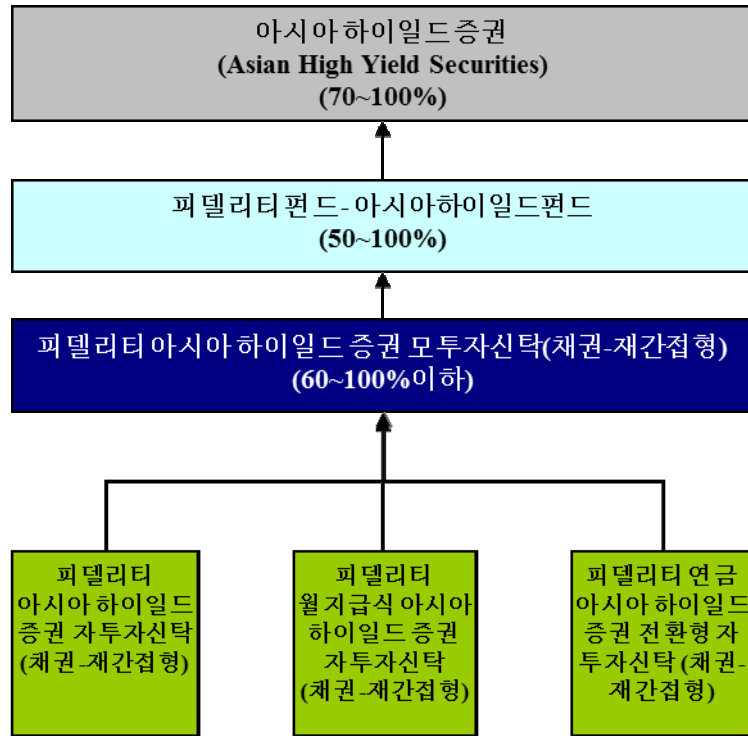 아시아 하이일드 증권
(Asian High Yield Securities)
(70~100%)
피델리티펀드-아시아하이일드펀드
(50~100%)
피델리티 아시아 하이일드 증권 모투자신탁(채권-재간접형)
(60~100%이하)
피델리티
아시아 하이일드
증권 자투자신탁
(채권-재간접형)
피델리티
월지급식 아시아
하이일드 증권
자투자신탁
(채권-재간접형)
피델리티 연금
아시아 하이일드
증권 전환형 자
투자신탁 (채권-
재간접형)